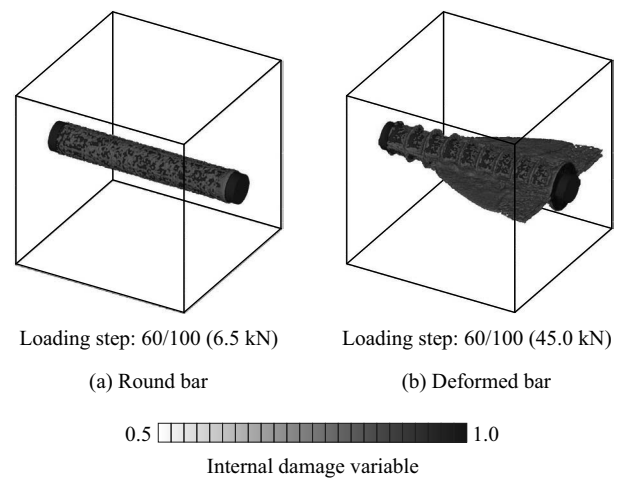 Loading step: 60/100 (6.5 kN)
Loading step: 60/100 (45.0 kN)
(a) Round bar
(b) Deformed bar
0.5
1.0
Internal damage variable